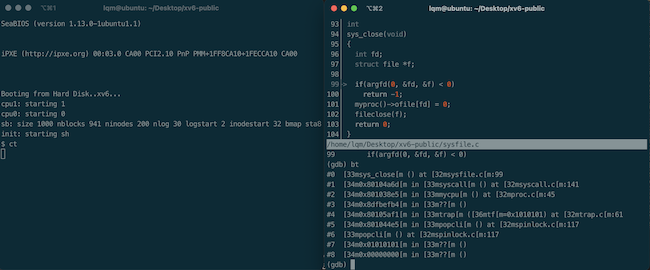 ⌥⌘1
lqm@ubuntu: ~/Desktop/xv6-public
SeaBIOS (version 1.13.0-1ubuntu1.1)
iPXE (http://ipxe.org) 00:03.0 CA00 PCI2.10 PnP PMM+1FF8CA10+1FECCA10 CA00
Booting from Hard Disk..xv6...
cpu1: starting 1
cpu0: starting 0
sb: size 1000 nblocks 941 ninodes 200 nlog 30 logstart 2 inodestart 32 bmap sta8
init: starting sh
$ ct
⌥⌘2
lqm@ubuntu: ~/Desktop/xv6-public
93 int
94 sys_close(void)
95 {
96 int fd;
97 struct file *f;
98
99> if(argfd(0, &fd, &f) < 0)
100 return -1;
101 myproc()->ofile[fd] = 0;
102 fileclose(f);
103 return 0;
104 }
/home/lqm/Desktop/xv6-public/sysfile.c
99 if(argfd(0, &fd, &f) < 0)
(gdb) bt
#0 [33msys_close[m () at [32msysfile.c[m:99
#1 [34m0x80104a6d[m in [33msyscall[m () at [32msyscall.c[m:141
#2 [34m0x801038e5[m in [33mmycpu[m () at [32mproc.c[m:45
#3 [34m0x8dfbefb4[m in [33m??[m ()
#4 [34m0x80105af1[m in [33mtrap[m ([36mtf[m=0x1010101) at [32mtrap.c[m:61
#5 [34m0x801044e5[m in [33mpopcli[m () at [32mspinlock.c[m:117
#6 [33mpopcli[m () at [32mspinlock.c[m:117
#7 [34m0x01010101[m in [33m??[m ()
#8 [34m0x00000000[m in [33m??[m ()
(gdb)